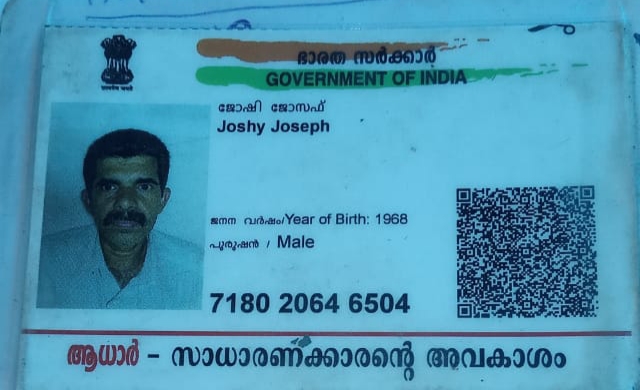 ഭാരത സർക്കാർ
GOVERNMENT OF INDIA
ജോഷി ജോസഫ്
Joshy Joseph
ജനന വർഷം/Year of Birth: 1968
പുരുഷൻ / Male
7180 2064 6504
ആധാർ - സാധാരണക്കാരന്റെ അവകാശം